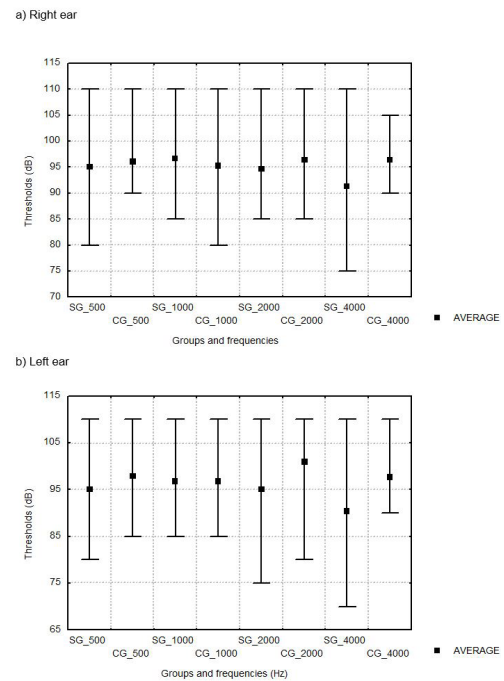 a) Right ear
115
110
105
100
95
90
85
80
75
70
Thresholds (dB)
SG_500 SG_1000 SG_2000 SG_4000
CG_500 CG_1000 CG_2000 CG_4000
AVERAGE
Groups and frequencies
b) Left ear
115
105
95
85
75
65
Thresholds (dB)
SG_500 SG_1000 SG_2000 SG_4000
CG_500 CG_1000 CG_2000 CG_4000
AVERAGE
Groups and frequencies (Hz)